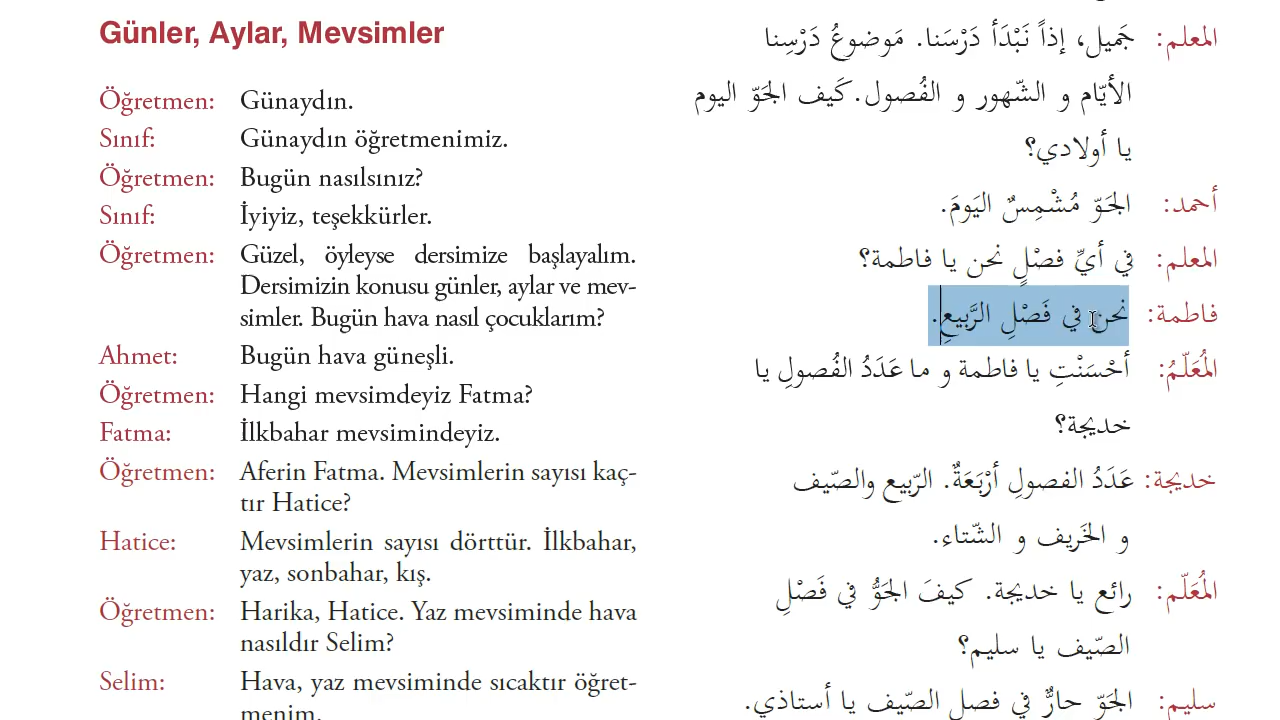 Günler, Aylar, Mevsimler
Öğretmen: Günaydın.
Sınıf: Günaydın öğretmenimiz.
Öğretmen: Bugün nasılsınız?
Sınıf: İyiyiz, teşekkürler.
Öğretmen: Güzel, öyleyse dersimize başlayalım.
Dersimizin konusu günler, aylar ve mev-
simler. Bugün hava nasıl çocuklarım?
Ahmet: Bugün hava güneşli.
Öğretmen: Hangi mevsimdeyiz Fatma?
Fatma: İlkbahar mevsimindeyiz.
Öğretmen: Aferin Fatma. Mevsimlerin sayısı kaç-
tır Hatice?
Hatice: Mevsimlerin sayısı dörttür. İlkbahar,
yaz, sonbahar, kış.
Öğretmen: Harika, Hatice. Yaz mevsiminde hava
nasıldır Selim?
Selim: Hava, yaz mevsiminde sıcaktır öğret-
menim.
المعلم: جَميل، إذاً نَبْدَأ دَرْسَنا. مَوضوعُ دَرْسِنا
الأيّام و الشّهور و الفُصول. كَيف الجَوّ اليوم
يا أولادي؟
أحمد: الجَوّ مُشْمِسٌ اليَومَ.
المعلم: في أيِّ فصْلٍ نحن يا فاطمة؟
فاطمة: نحن في فَصْلِ الرَّبيعِ.
المُعَلّمُ: أحْسَنْتِ يا فاطمة و ما عَدَدُ الفُصولِ يا
خديجة؟
خديجة: عَدَدُ الفصولِ أرْبَعَةٌ. الرّبيع والصّيف
و الخَريف و الشّتاء.
المُعَلّم: رائع يا خديجة. كيفَ الجَوُّ في فَصْلِ
الصّيف يا سليم؟
سليم: الجَوّ حارٌّ في فصل الصّيف يا أستاذي.